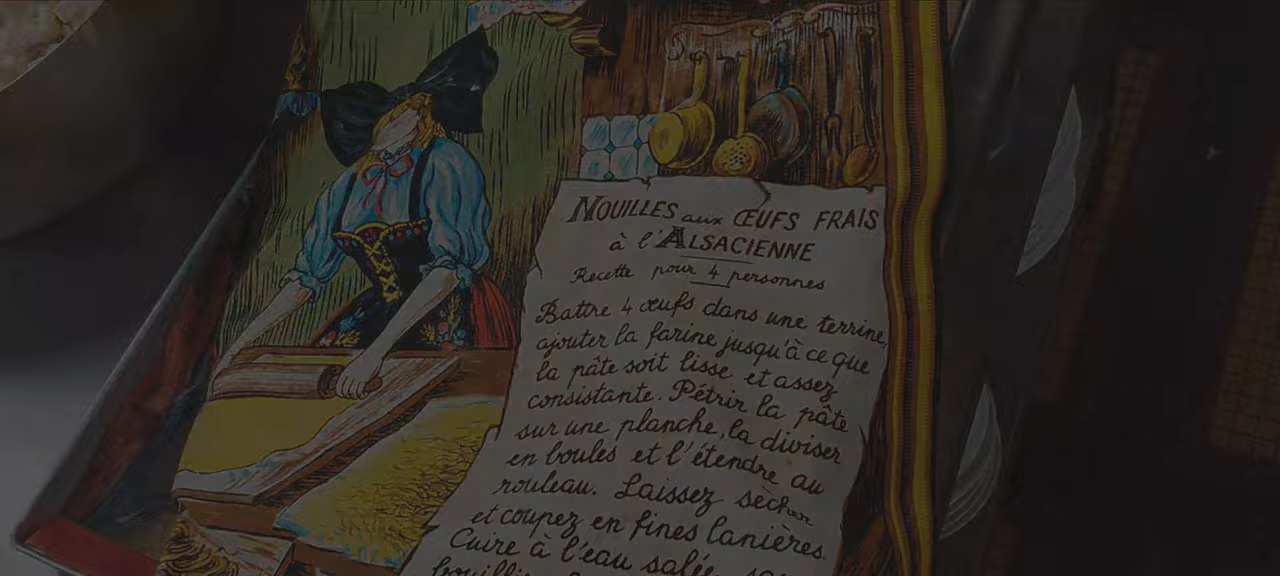 NOUILLES aux ŒUFS FRAIS
à l'ALSACIENNE
Recette pour 4 personnes
Battre 4 œufs dans une terrine,
ajouter la farine jusqu'à ce que
la pâte soit lisse et assez
consistante. Pétrir la pâte
sur une planche, la diviser
en boules et l'étendre au
rouleau. Laissez sècher
et coupez en fines lanières.
Cuire à l'eau salée